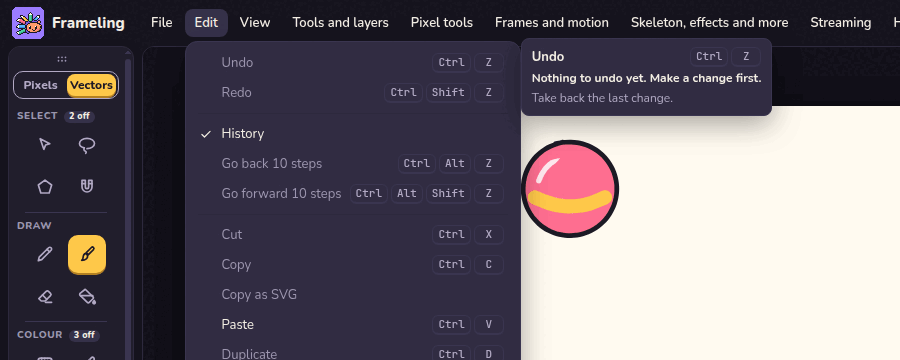 Frameling File Edit View Tools and layers Pixel tools Frames and motion Skeleton, effects and more Streaming H
Pixels Vectors
SELECT 2 off
DRAW
COLOUR 3 off
Undo Ctrl Z
Redo Ctrl Shift Z
History
Go back 10 steps Ctrl Alt Z
Go forward 10 steps Ctrl Alt Shift Z
Cut Ctrl X
Copy Ctrl C
Copy as SVG
Paste Ctrl V
Duplicate Ctrl D
Undo Ctrl Z
Nothing to undo yet. Make a change first.
Take back the last change.